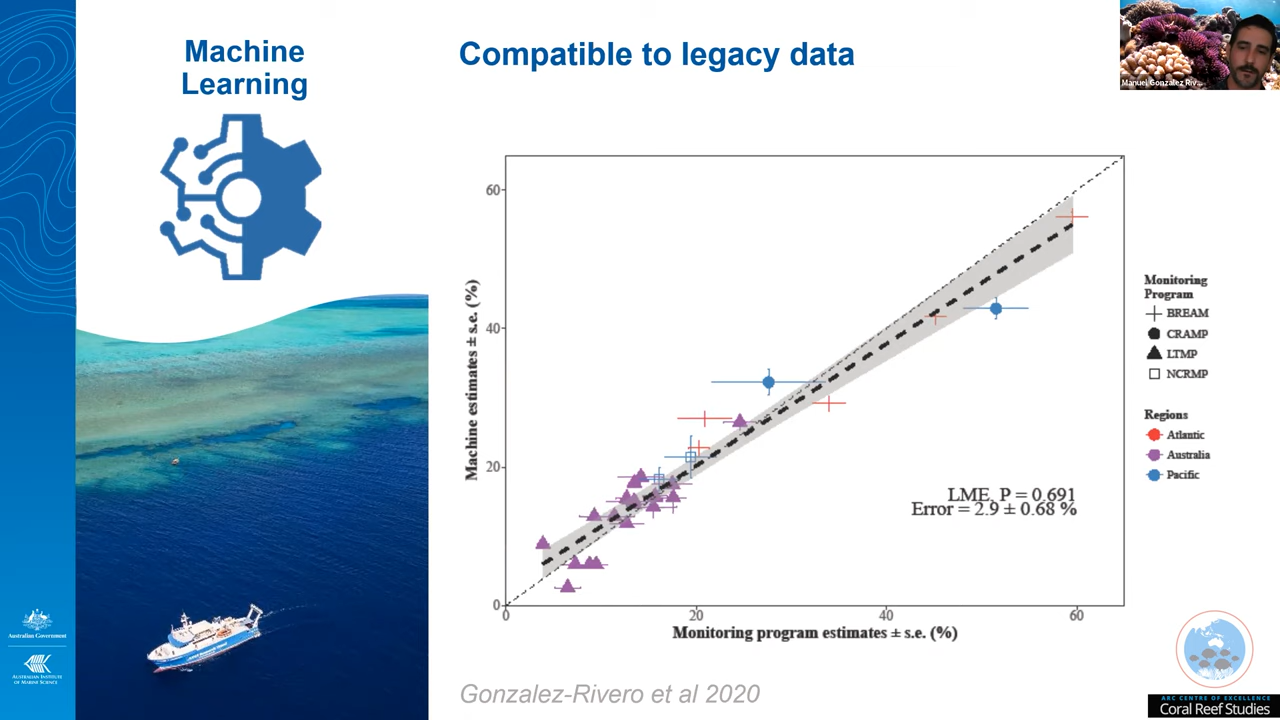 Machine
Learning
Compatible to legacy data
Manuel Gonzalez Riv...
60
40
20
0
0
20
40
60
Machine estimates ± s.e. (%)
Monitoring program estimates ± s.e. (%)
LME, P = 0.691
Error = 2.9 ± 0.68 %
Monitoring
Program
BREAM
CRAMP
LTMP
NCRMP
Regions
Atlantic
Australia
Pacific
Australian Government
AUSTRALIAN INSTITUTE
OF MARINE SCIENCE
Gonzalez-Rivero et al 2020
ARC CENTRE OF EXCELLENCE
Coral Reef Studies